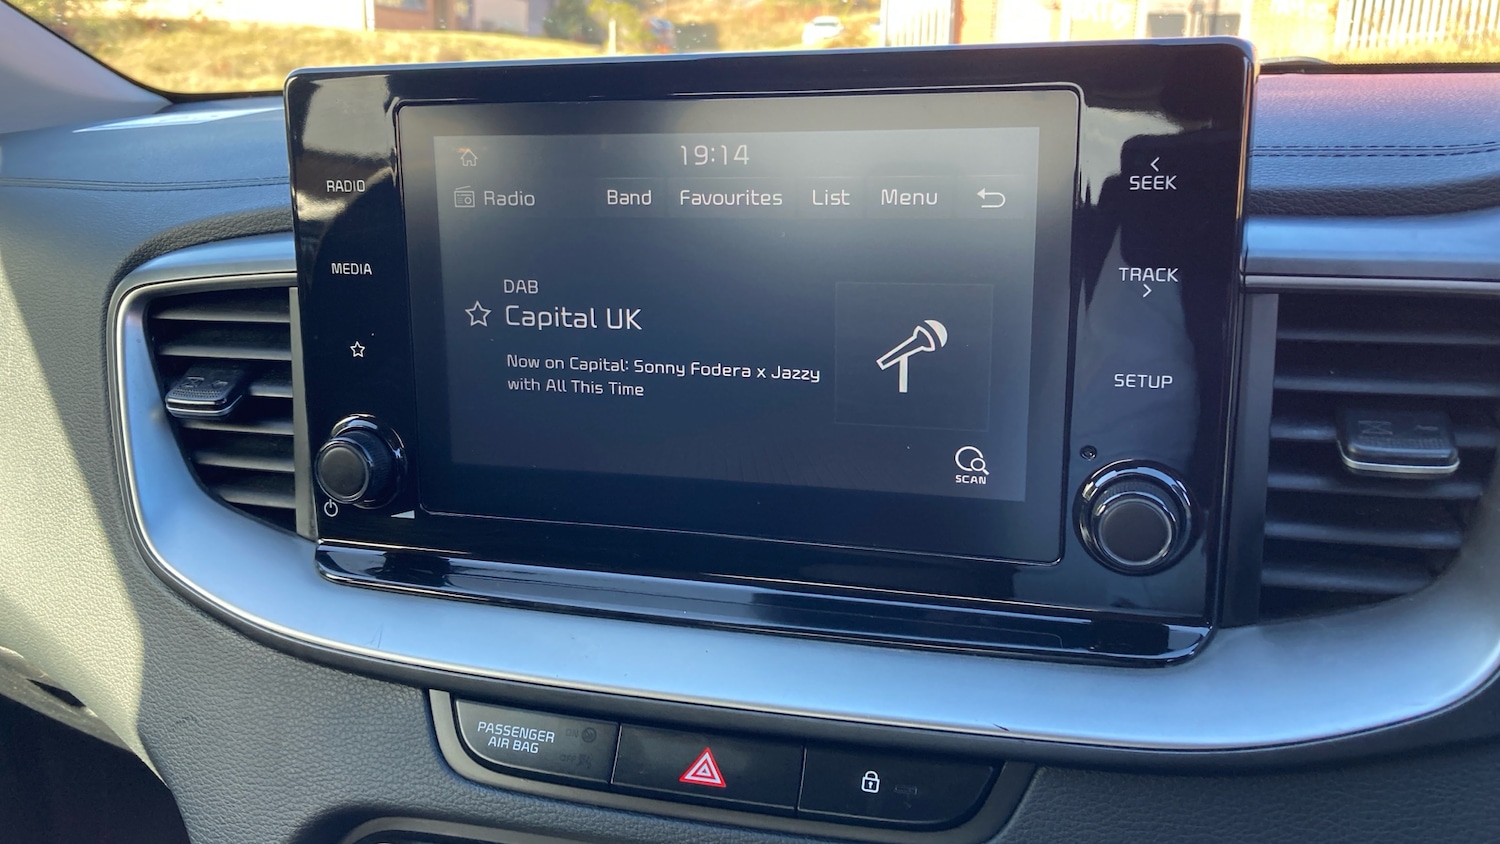 19:14
Radio Band Favourites List Menu
DAB
Capital UK
Now on Capital: Sonny Fodera x Jazzy
with All This Time
SCAN
RADIO
MEDIA
SEEK
TRACK
SETUP
PASSENGER
AIR BAG